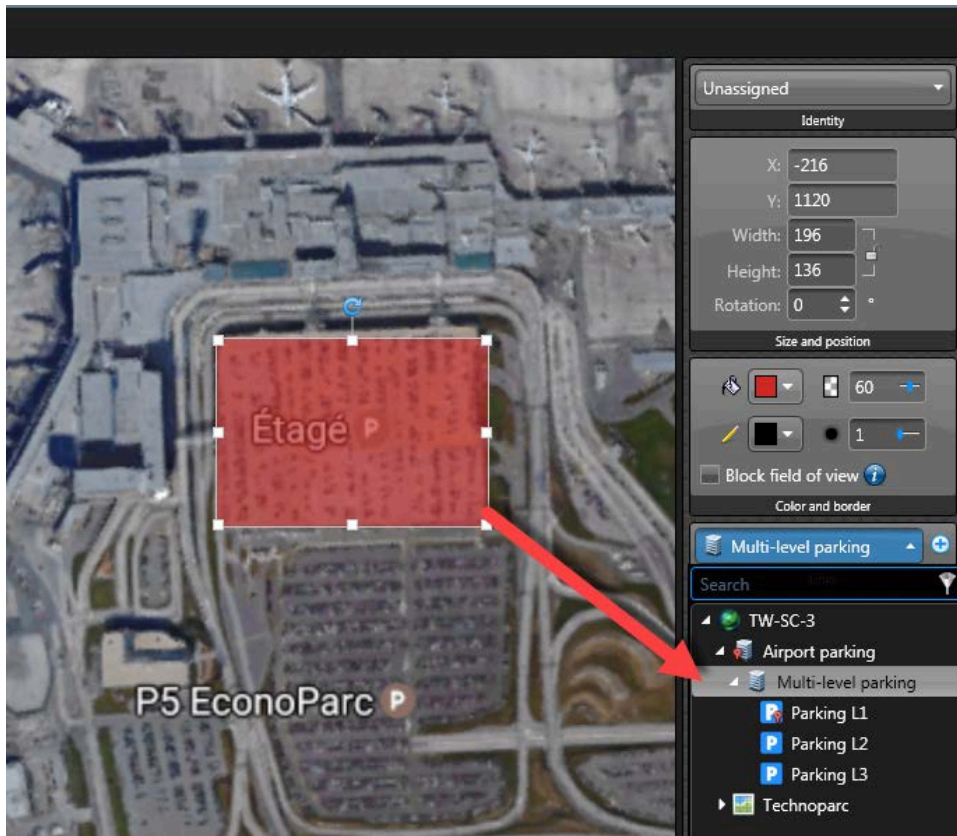 Étagé P
P5 EconoParc P
Unassigned
Identity
X: -216
Y: 1120
Width: 196
Height: 136
Rotation: 0 °
Size and position
60
1
Block field of view i
Color and border
Multi-level parking
Search
TW-SC-3
Airport parking
Multi-level parking
P Parking L1
P Parking L2
P Parking L3
Technoparc